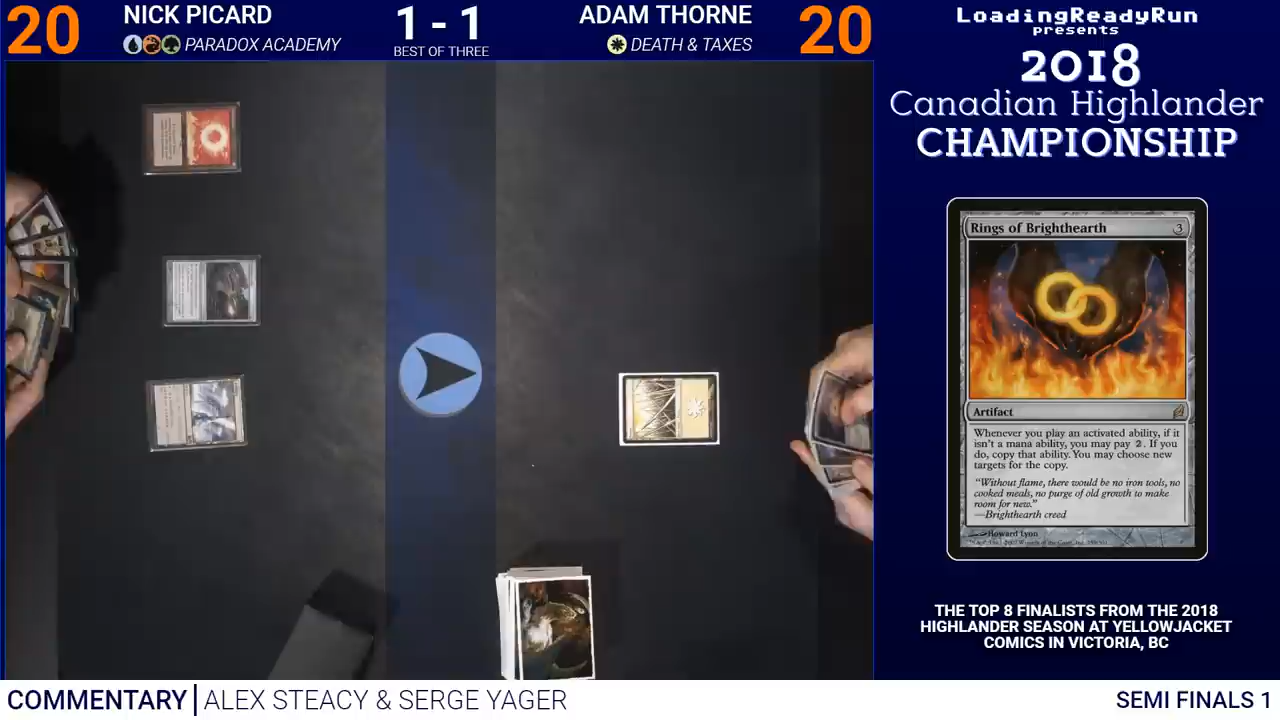 20
NICK PICARD
PARADOX ACADEMY
1 - 1
BEST OF THREE
ADAM THORNE
DEATH & TAXES
20
LoadingReadyRun
presents
2018
Canadian Highlander
CHAMPIONSHIP
Rings of Brighthearth 3
Artifact
Whenever you play an activated ability, if it
isn't a mana ability, you may pay 2. If you
do, copy that ability. You may choose new
targets for the copy.
"Without flame, there would be no iron tools, no
cooked meals, no purge of old growth to make
room for new."
—Brighthearth creed
Howard Lyon
THE TOP 8 FINALISTS FROM THE 2018
HIGHLANDER SEASON AT YELLOWJACKET
COMICS IN VICTORIA, BC
COMMENTARY | ALEX STEACY & SERGE YAGER
SEMI FINALS 1